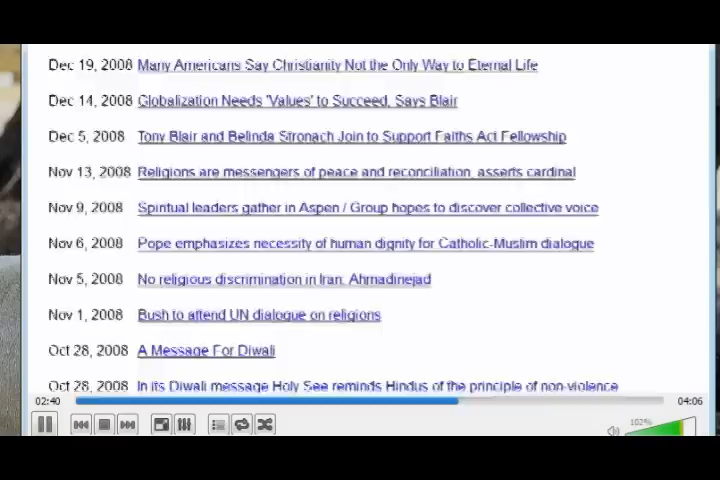 Dec 19, 2008 Many Americans Say Christianity Not the Only Way to Eternal Life
Dec 14, 2008 Globalization Needs 'Values' to Succeed, Says Blair
Dec 5, 2008 Tony Blair and Belinda Stronach Join to Support Faiths Act Fellowship
Nov 13, 2008 Religions are messengers of peace and reconciliation, asserts cardinal
Nov 9, 2008 Spiritual leaders gather in Aspen / Group hopes to discover collective voice
Nov 6, 2008 Pope emphasizes necessity of human dignity for Catholic-Muslim dialogue
Nov 5, 2008 No religious discrimination in Iran, Ahmadinejad
Nov 1, 2008 Bush to attend UN dialogue on religions
Oct 28, 2008 A Message For Diwali
Oct 28, 2008 In its Diwali message Holy See reminds Hindus of the principle of non-violence
02:40 04:06
102%